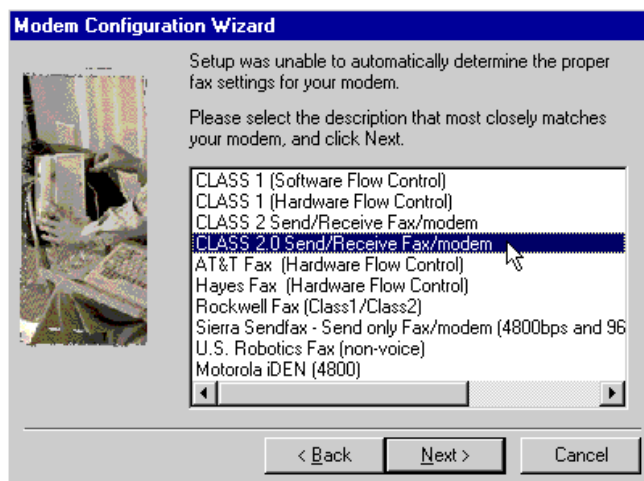 Modem Configuration Wizard
Setup was unable to automatically determine the proper
fax settings for your modem.
Please select the description that most closely matches
your modem, and click Next.
CLASS 1 (Software Flow Control)
CLASS 1 (Hardware Flow Control)
CLASS 2 Send/Receive Fax/modem
CLASS 2.0 Send/Receive Fax/modem
AT&T Fax  (Hardware Flow Control)
Hayes Fax  (Hardware Flow Control)
Rockwell Fax (Class1/Class2)
Sierra Sendfax - Send only Fax/modem (4800bps and 96
U.S. Robotics Fax (non-voice)
Motorola iDEN (4800)
< Back
Next >
Cancel